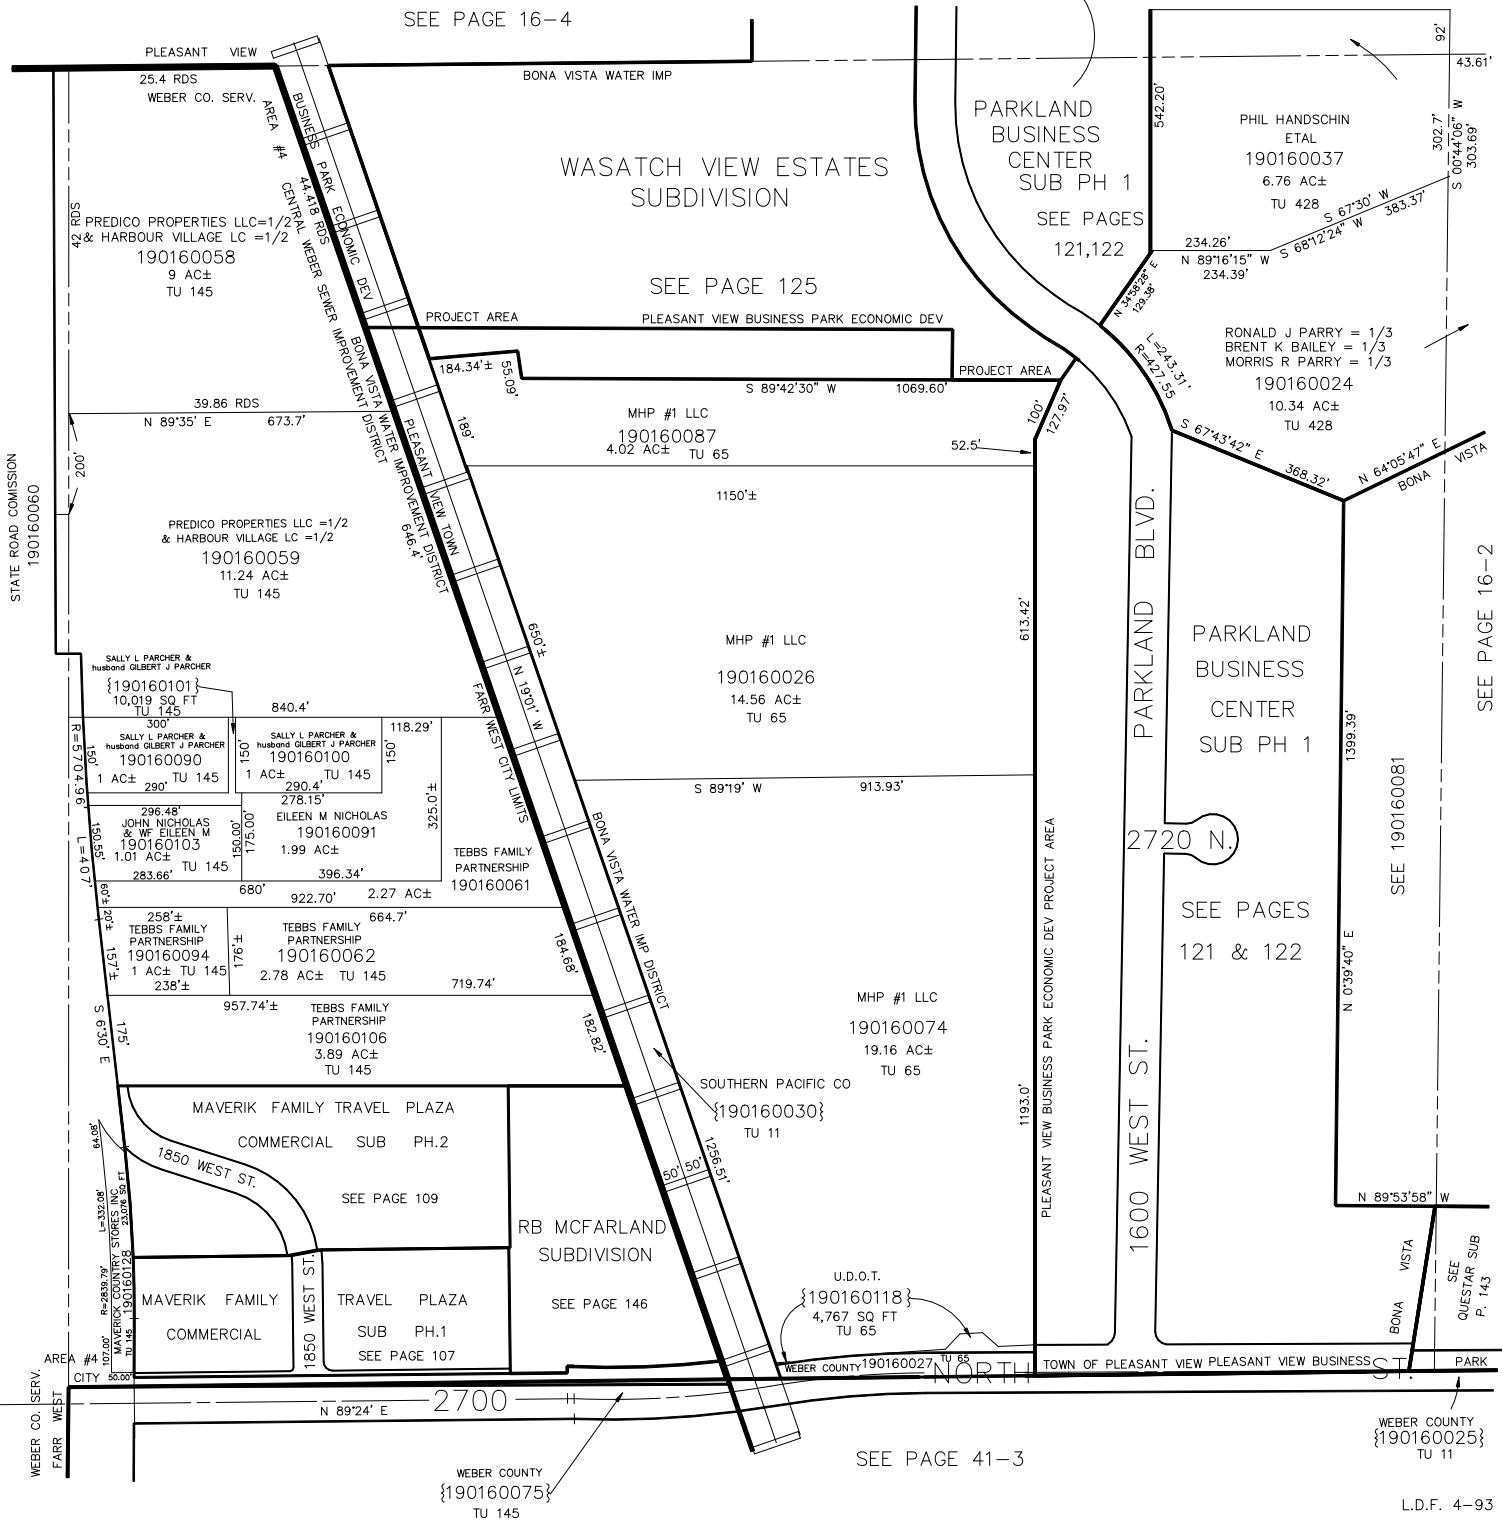 SEE PAGE 16-4
PLEASANT VIEW
25.4 RDS
WEBER CO. SERV.
AREA #4
BONA VISTA WATER IMP
92'
43.61'
BUSINESS PARK ECONOMIC DEV
44.418 RDS
CENTRAL WEBER SEWER IMPROVEMENT DISTRICT
42 RDS
PREDICO PROPERTIES LLC=1/2
& HARBOUR VILLAGE LC =1/2
190160058
9 AC±
TU 145
WASATCH VIEW ESTATES
SUBDIVISION
SEE PAGE 125
PARKLAND
BUSINESS
CENTER
SUB PH 1
SEE PAGES
121,122
542.20'
PHIL HANDSCHIN
ETAL
190160037
6.76 AC±
TU 428
302.7'
S 00°44'06" W
303.69'
S 67°30' W
383.37'
S 68°12'24" W
234.26'
N 89°16'15" W
234.39'
N 34°58'28" E
129.38'
PROJECT AREA
PLEASANT VIEW BUSINESS PARK ECONOMIC DEV
PROJECT AREA
184.34'±
55.09'
S 89°42'30" W 1069.60'
L=243.31'
R=427.55
RONALD J PARRY = 1/3
BRENT K BAILEY = 1/3
MORRIS R PARRY = 1/3
190160024
10.34 AC±
TU 428
39.86 RDS
N 89°35' E 673.7'
200'
BONA VISTA WATER IMPROVEMENT DISTRICT
PLEASANT VIEW TOWN
646.4'
189'
MHP #1 LLC
190160087
4.02 AC± TU 65
100'
127.97'
52.5'
S 67°43'42" E 368.32'
N 64°05'47" E
BONA VISTA
1150'±
STATE ROAD COMISSION
190160060
PREDICO PROPERTIES LLC =1/2
& HARBOUR VILLAGE LC =1/2
190160059
11.24 AC±
TU 145
650'±
N 19°01' W
613.42'
MHP #1 LLC
190160026
14.56 AC±
TU 65
PARKLAND BLVD.
PARKLAND
BUSINESS
CENTER
SUB PH 1
SEE PAGE 16-2
1399.39'
SEE 190160081
SALLY L PARCHER &
husband GILBERT J PARCHER
{190160101}
10,019 SQ FT
TU 145
840.4'
300'
118.29'
SALLY L PARCHER &
husband GILBERT J PARCHER
190160090
1 AC± TU 145
290'
150'
150'
SALLY L PARCHER &
husband GILBERT J PARCHER
190160100
1 AC± TU 145
290.4'
150'
278.15'
R=5704.96'
L=407'
FARR WEST CITY LIMITS
S 89°19' W 913.93'
296.48'
JOHN NICHOLAS
& WF EILEEN M
190160103
1.01 AC±
TU 145
283.66'
150.55'
150.00'
175.00'
EILEEN M NICHOLAS
190160091
1.99 AC±
396.34'
325.0'±
TEBBS FAMILY
PARTNERSHIP
190160061
2.27 AC±
680'
922.70'
60'±
20'±
BONA VISTA WATER IMP DISTRICT
2720 N.
SEE PAGES
121 & 122
258'±
664.7'
TEBBS FAMILY
PARTNERSHIP
190160094
1 AC± TU 145
238'±
157'±
176'±
TEBBS FAMILY
PARTNERSHIP
190160062
2.78 AC± TU 145
719.74'
184.68'
N 0°39'40" E
957.74'±
TEBBS FAMILY
PARTNERSHIP
190160106
3.89 AC±
TU 145
S 6°30' E
175'
182.82'
MHP #1 LLC
190160074
19.16 AC±
TU 65
1193.0'
PLEASANT VIEW BUSINESS PARK ECONOMIC DEV PROJECT AREA
1600 WEST ST.
SOUTHERN PACIFIC CO
{190160030}
TU 11
MAVERIK FAMILY TRAVEL PLAZA
COMMERCIAL SUB PH.2
SEE PAGE 109
1850 WEST ST.
64.08'
L=332.08'
R=2839.79'
107.00'
MAVERICK COUNTRY STORES INC
23,076 SQ FT
TU 145 190160128
50.00'
1256.51'
50' 50'
RB MCFARLAND
SUBDIVISION
SEE PAGE 146
N 89°53'58" W
MAVERIK FAMILY
COMMERCIAL
1850 WEST ST.
TRAVEL PLAZA
SUB PH.1
SEE PAGE 107
U.D.O.T.
{190160118}
4,767 SQ FT
TU 65
BONA VISTA
SEE
QUESTAR SUB
P. 143
AREA #4
CITY
WEBER COUNTY 190160027 TU 65
NORTH
TOWN OF PLEASANT VIEW PLEASANT VIEW BUSINESS
ST.
PARK
WEBER CO. SERV.
FARR WEST
N 89°24' E
2700
WEBER COUNTY
{190160075}
TU 145
SEE PAGE 41-3
WEBER COUNTY
{190160025}
TU 11
L.D.F. 4-93